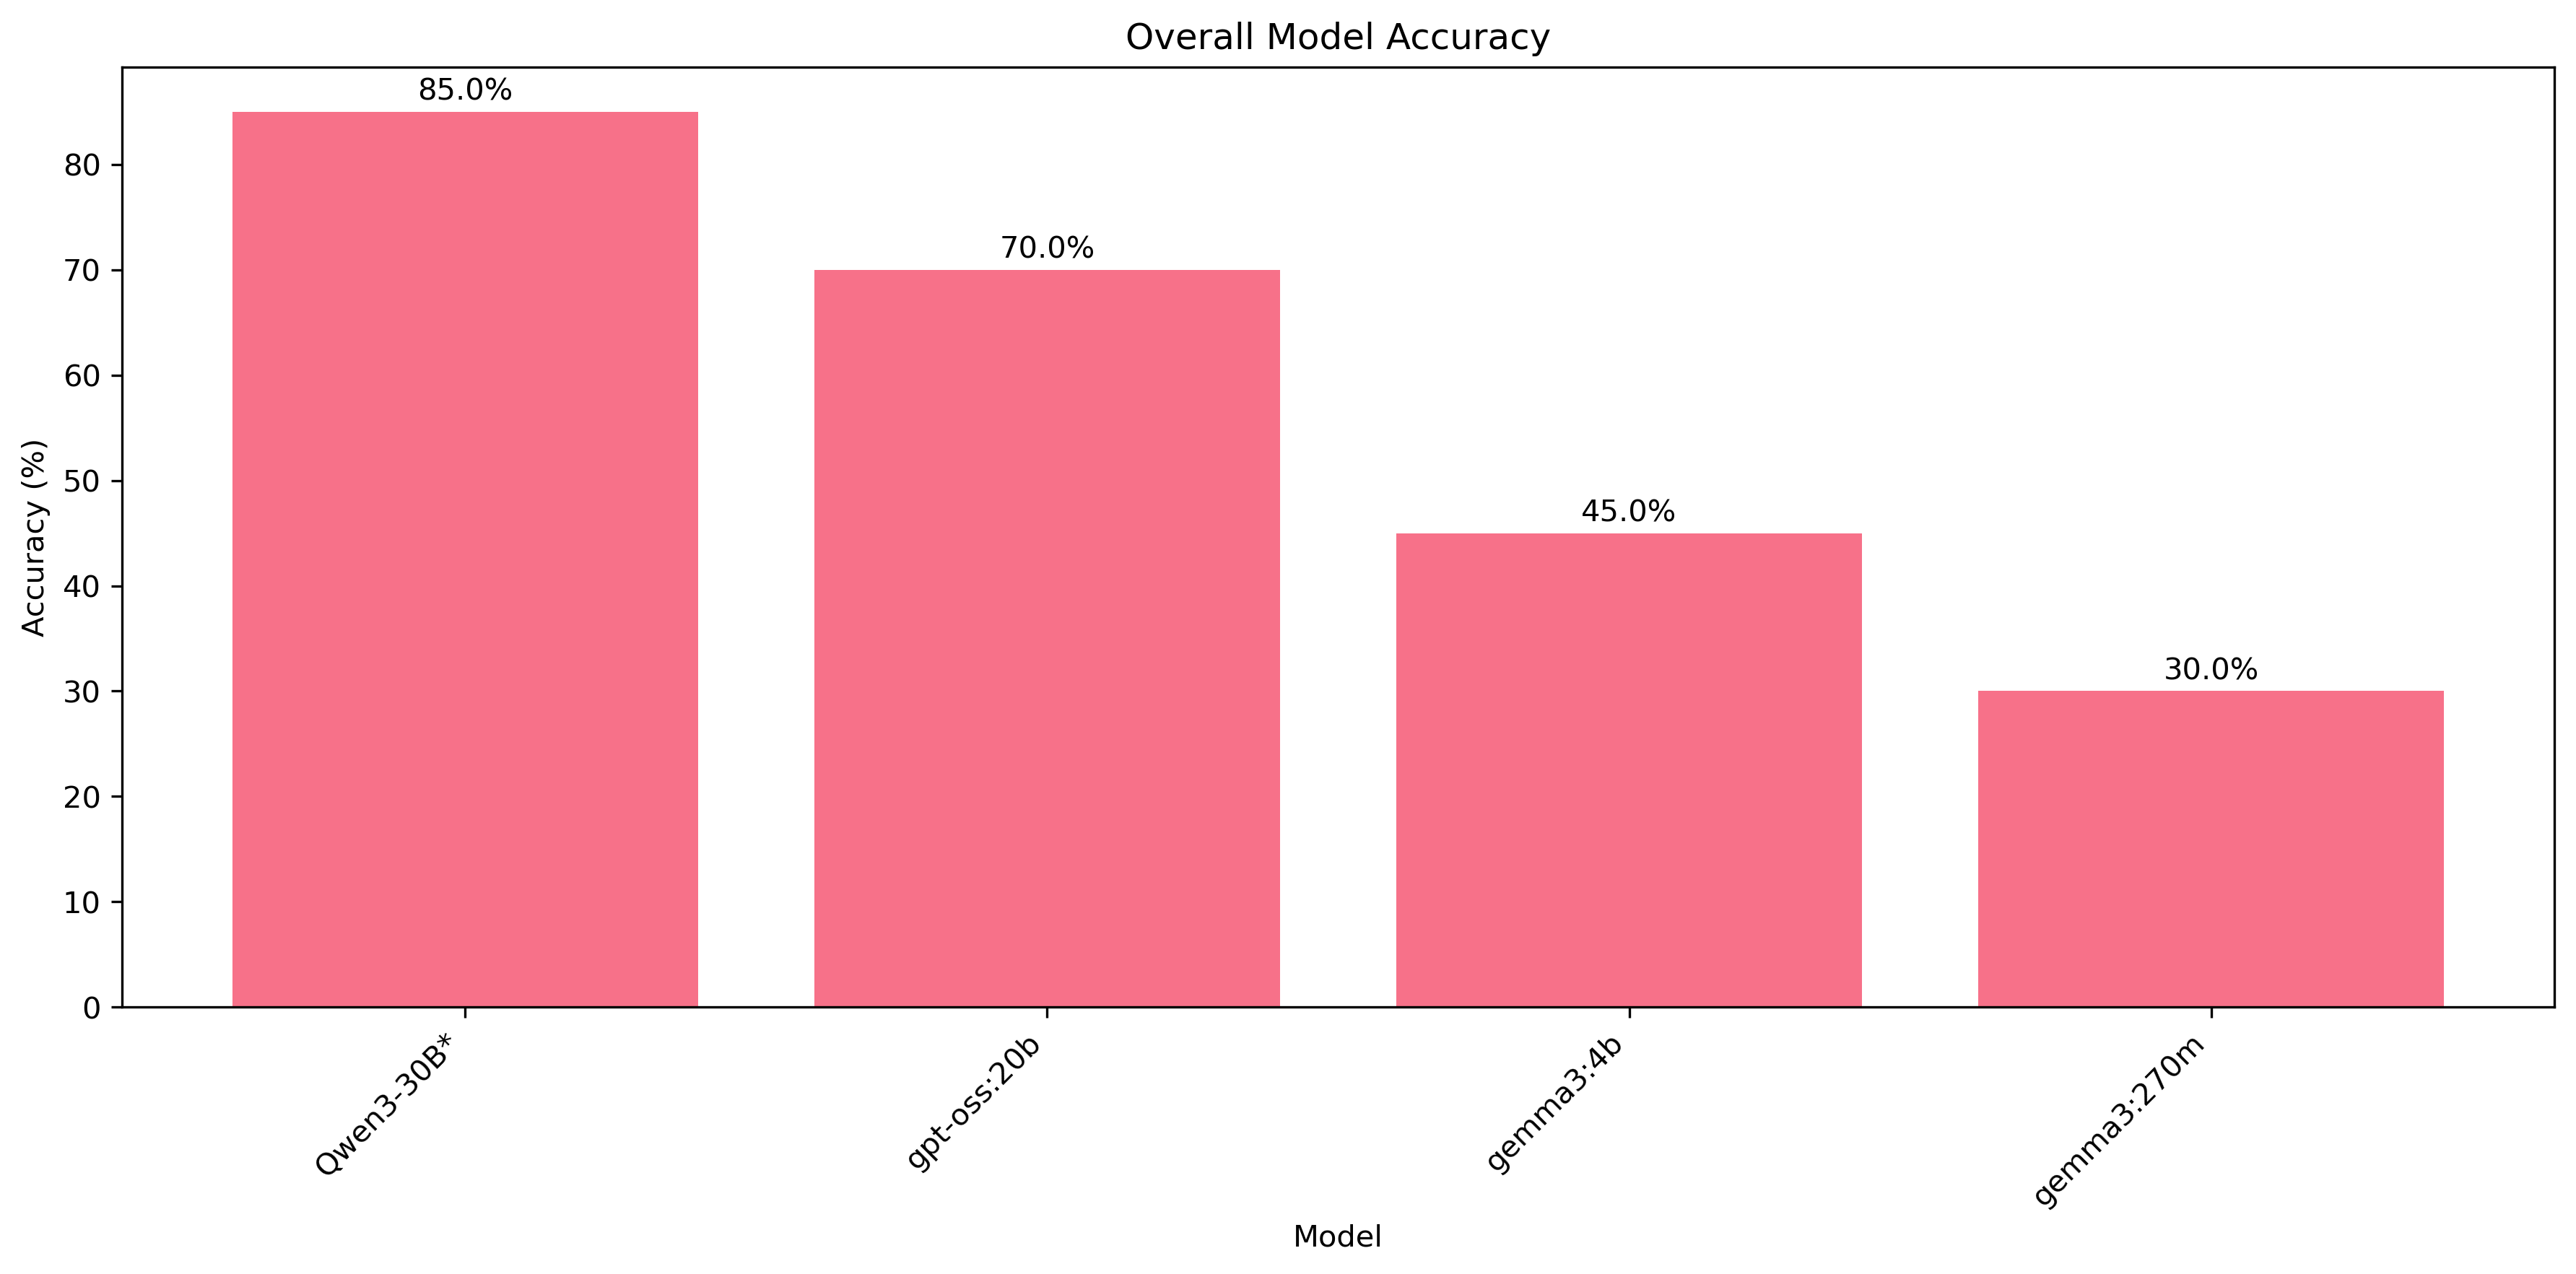 Overall Model Accuracy
85.0%
70.0%
45.0%
30.0%
Accuracy (%)
80
70
60
50
40
30
20
10
0
Qwen3-30B*
gpt-oss:20b
gemma3:4b
gemma3:270m
Model